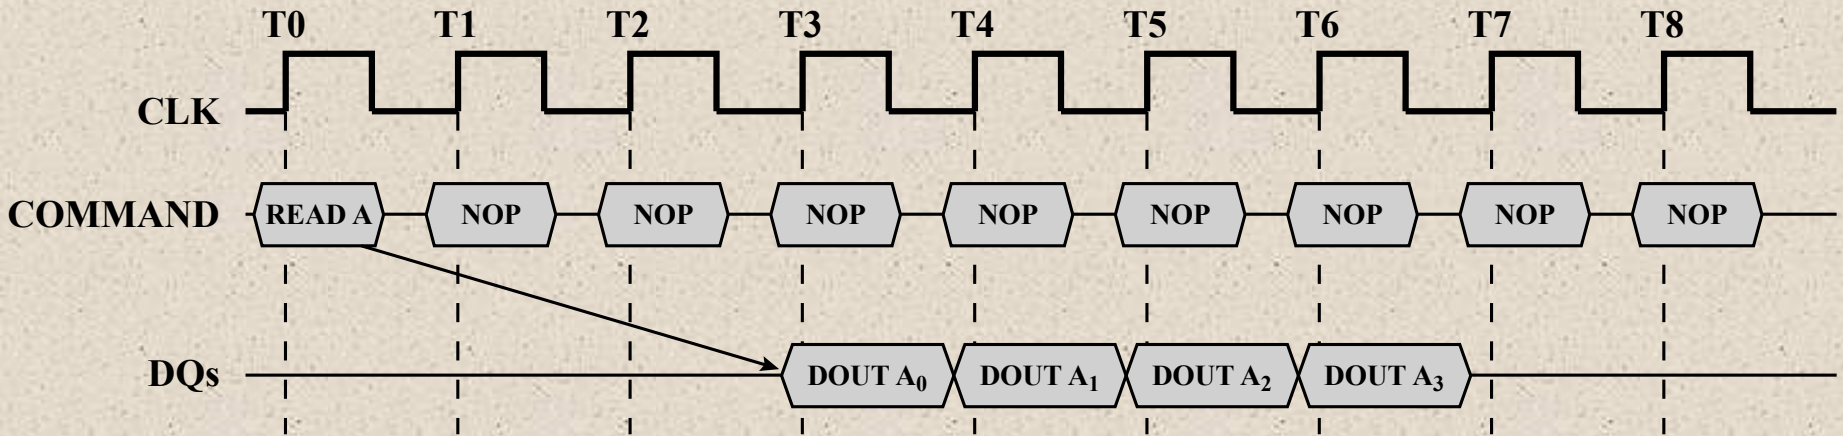 T0 T1 T2 T3 T4 T5 T6 T7 T8
CLK
COMMAND READ A NOP NOP NOP NOP NOP NOP NOP NOP
DQs DOUT A₀ DOUT A₁ DOUT A₂ DOUT A₃